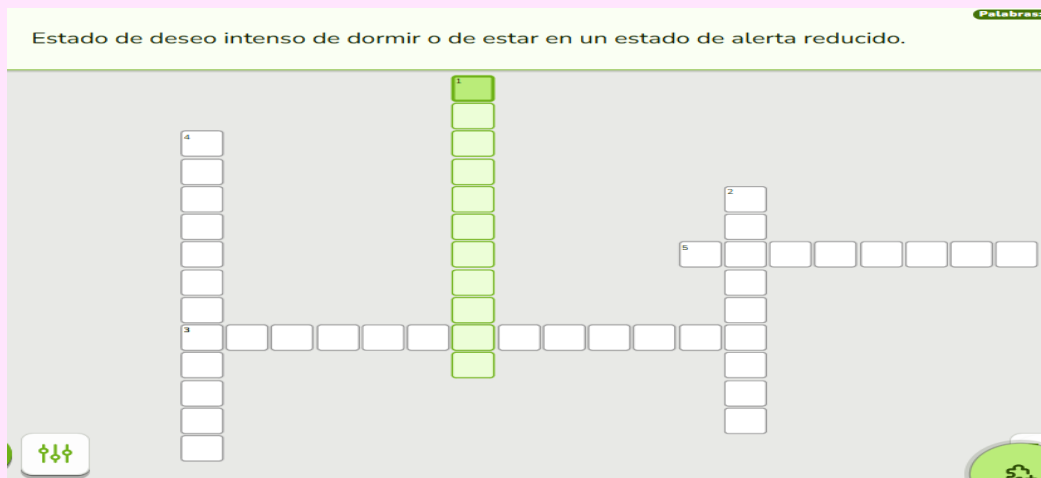 Palabras:
Estado de deseo intenso de dormir o de estar en un estado de alerta reducido.
1
4
2
5
3